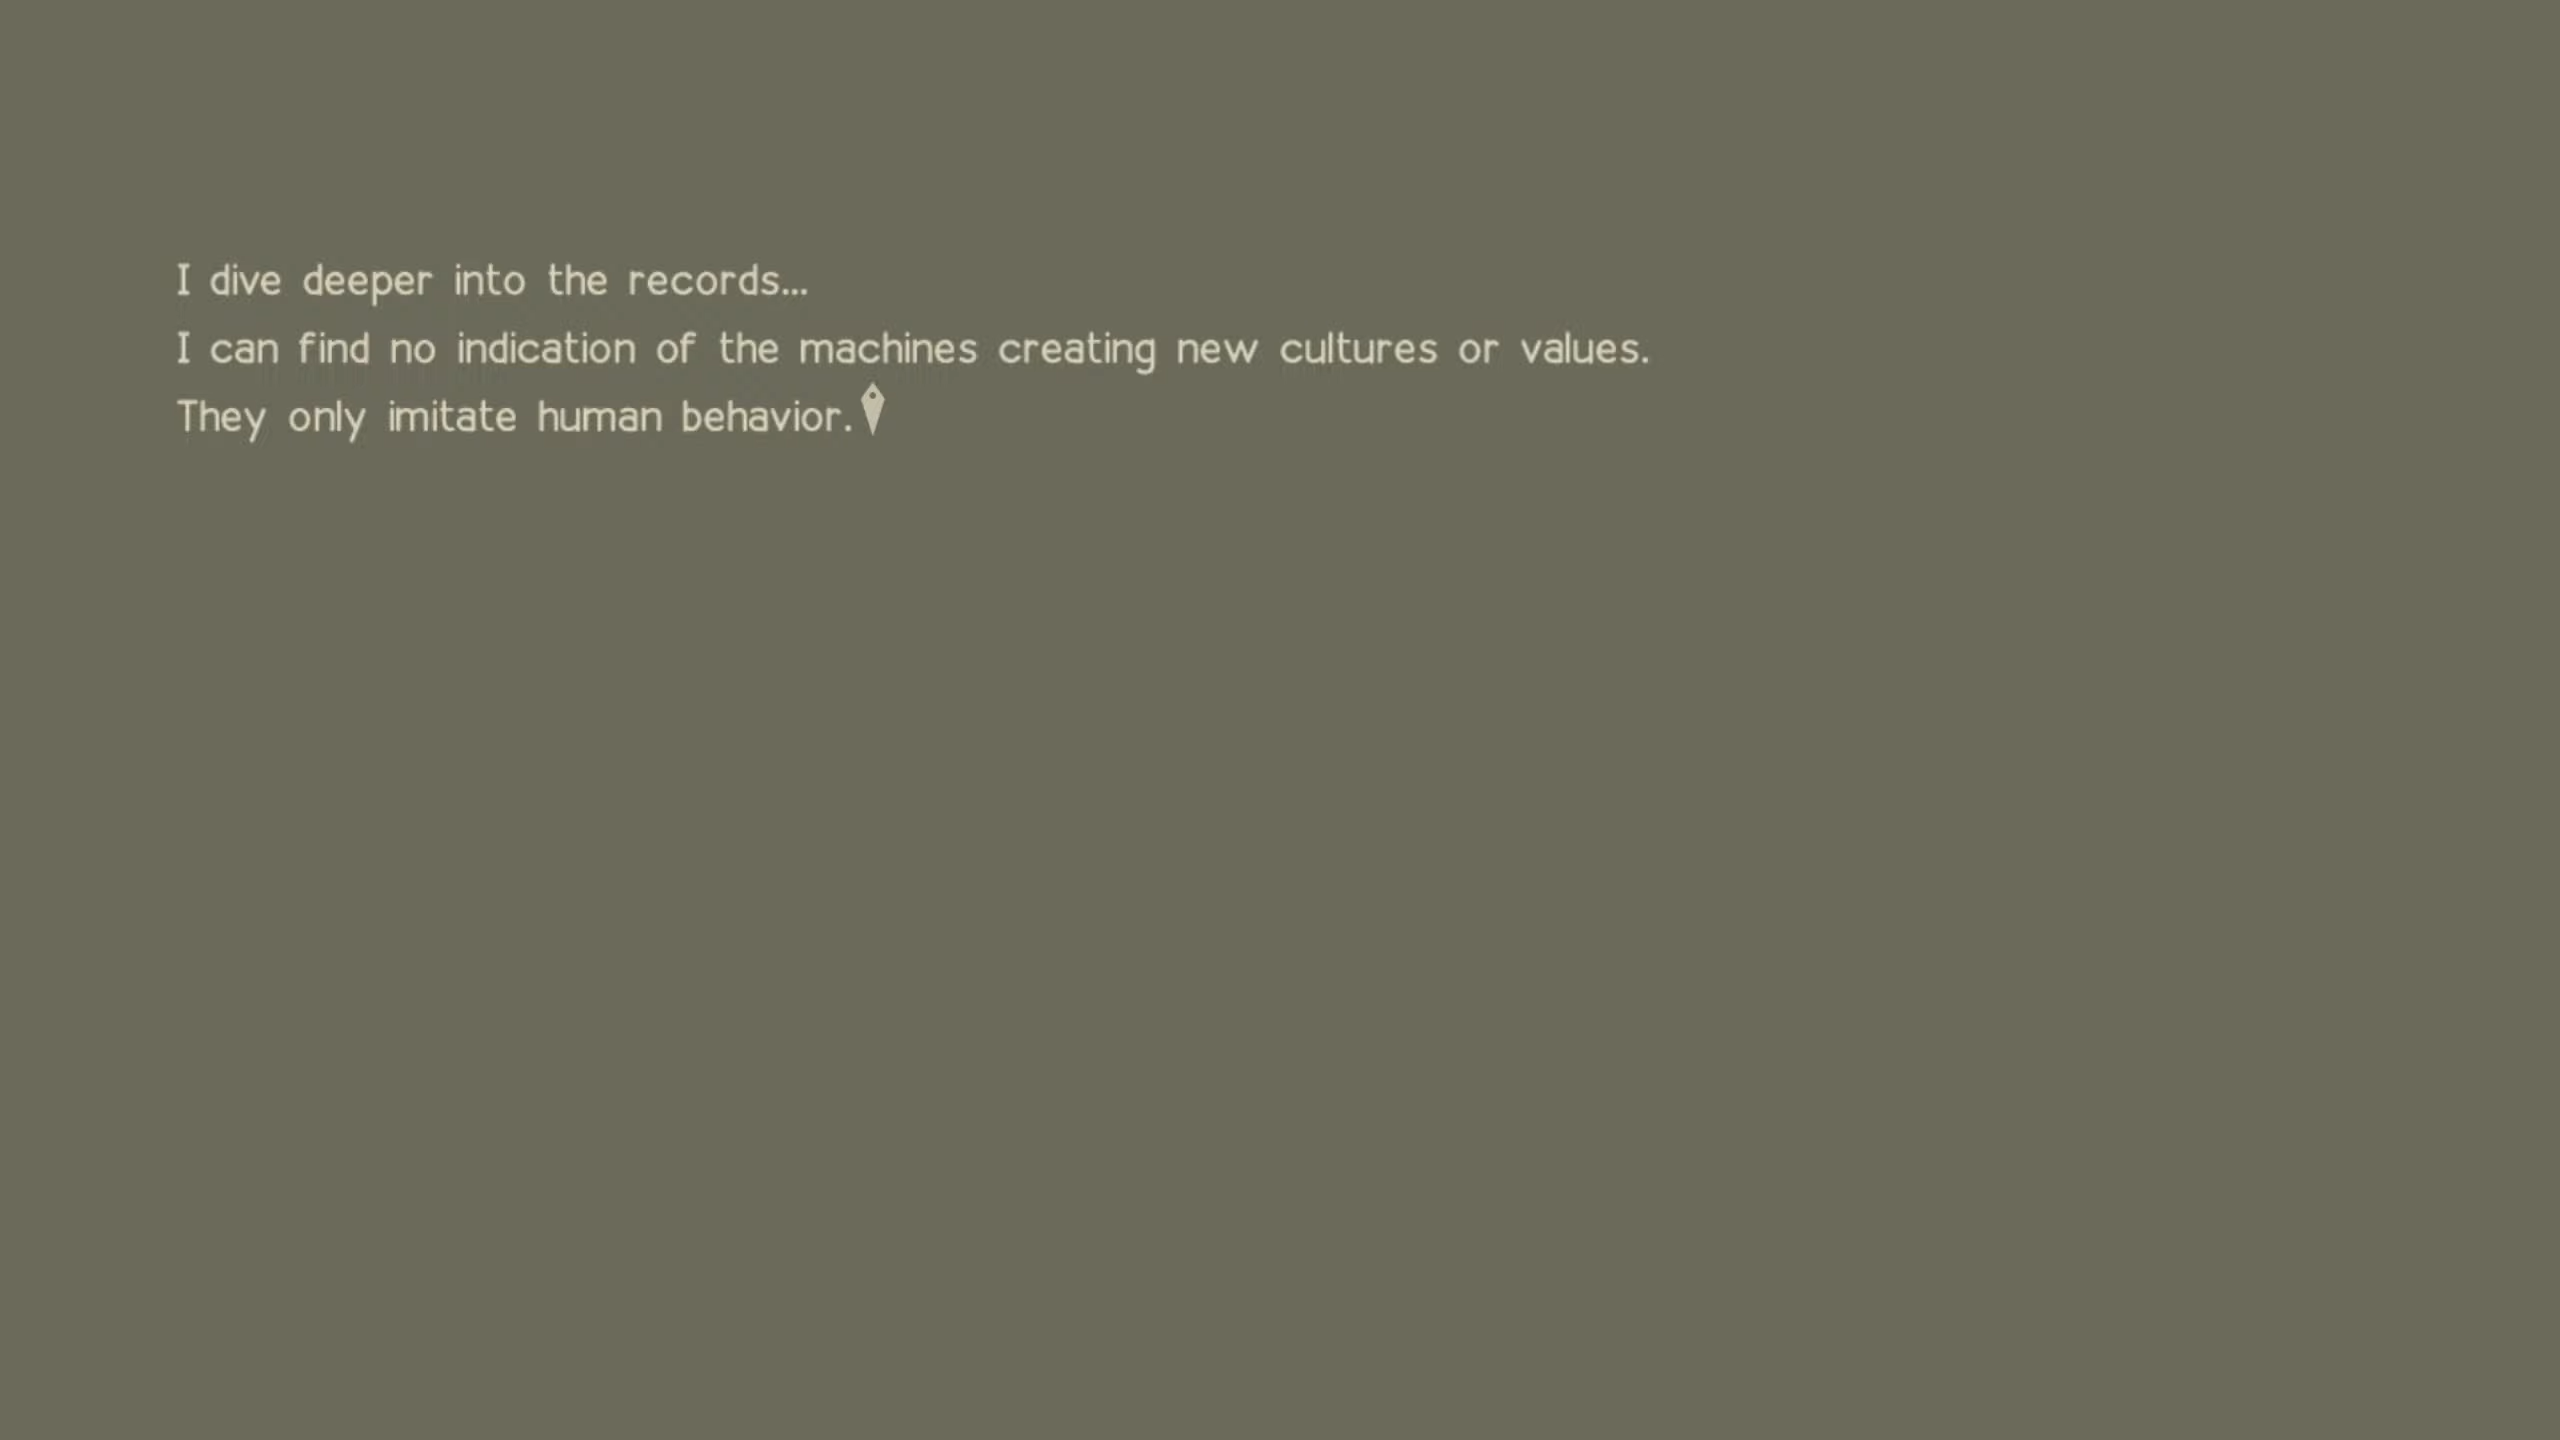 I dive deeper into the records...
I can find no indication of the machines creating new cultures or values.
They only imitate human behavior.